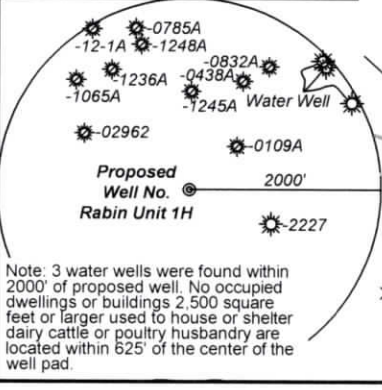 -0785A
-12-1A
-1248A
-0832A
-1236A
-0438A
-1065A
-1245A
Water Well
-02962
-0109A
Proposed
Well No.
Rabin Unit 1H
2000'
-2227
Note: 3 water wells were found within
2000' of proposed well. No occupied
dwellings or buildings 2,500 square
feet or larger used to house or shelter
dairy cattle or poultry husbandry are
located within 625' of the center of the
well pad.